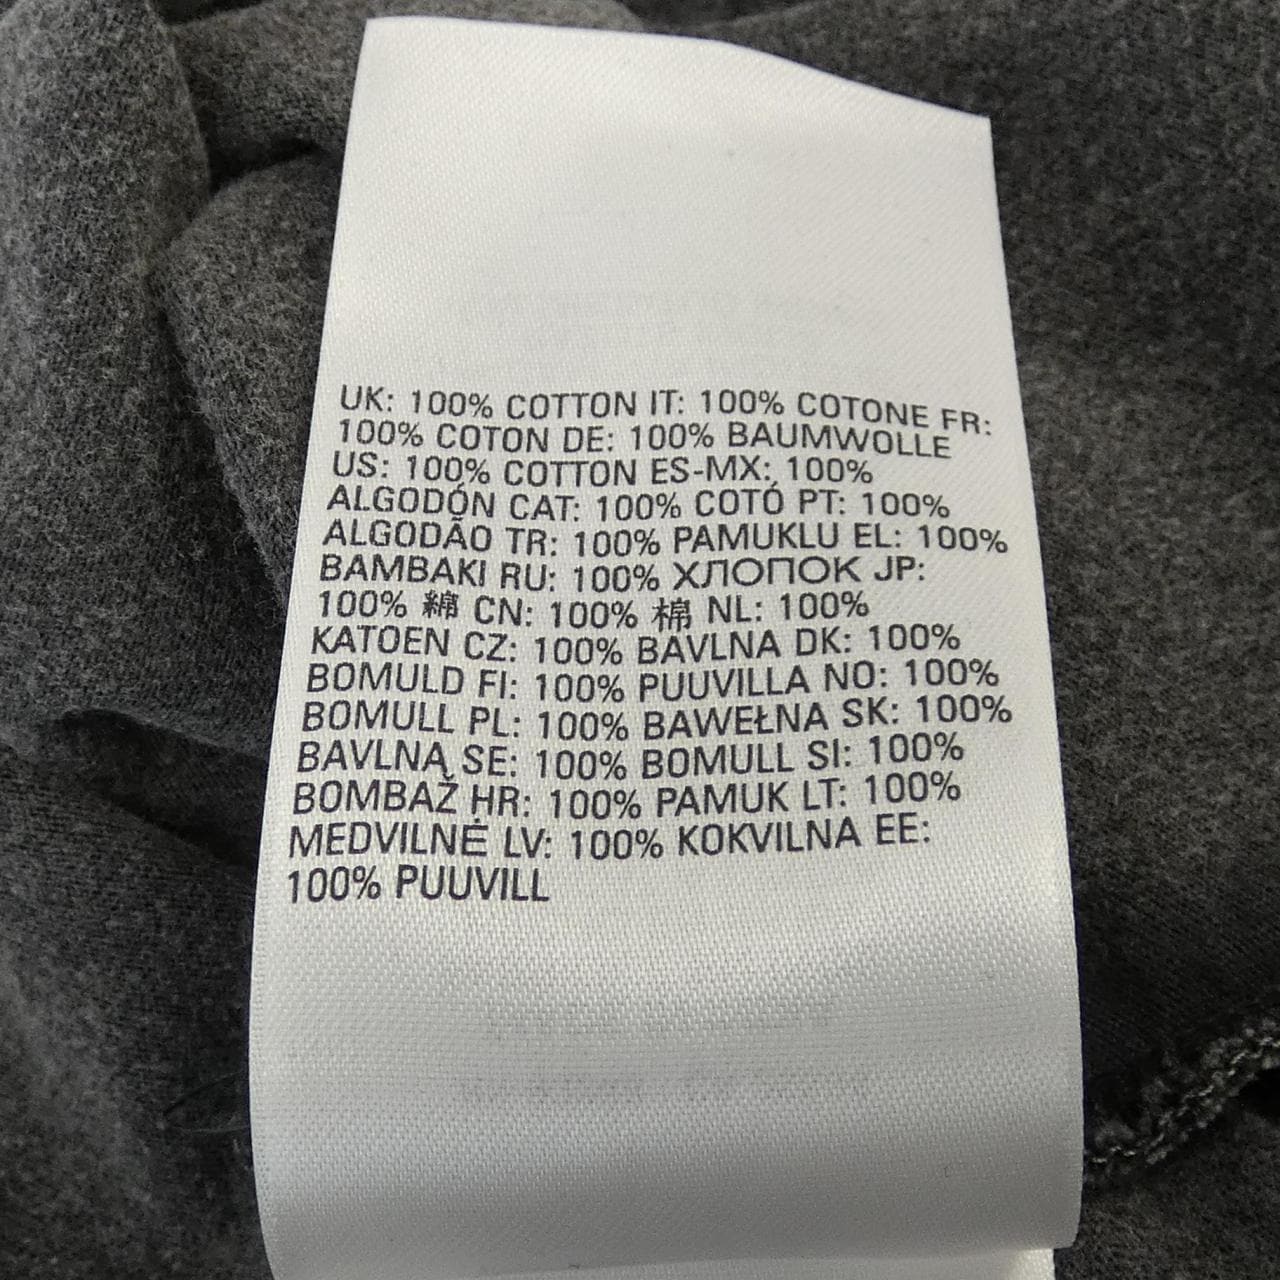 UK: 100% COTTON IT: 100% COTONE FR:
100% COTON DE: 100% BAUMWOLLE
US: 100% COTTON ES-MX: 100%
ALGODÓN CAT: 100% COTÓ PT: 100%
ALGODÃO TR: 100% PAMUKLU EL: 100%
BAMBAKI RU: 100% ХЛОПОК JP:
100% 綿 CN: 100% 棉 NL: 100%
KATOEN CZ: 100% BAVLNA DK: 100%
BOMULD FI: 100% PUUVILLA NO: 100%
BOMULL PL: 100% BAWEŁNA SK: 100%
BAVLNA SE: 100% BOMULL SI: 100%
BOMBAŽ HR: 100% PAMUK LT: 100%
MEDVILNĖ LV: 100% KOKVILNA EE:
100% PUUVILL